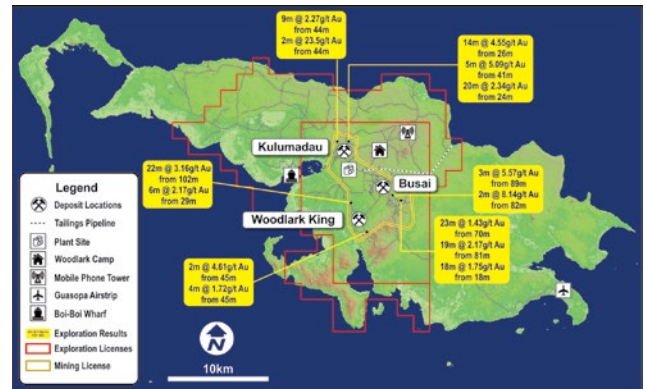 9m @ 2.27g/t Au
from 44m
2m @ 23.5g/t Au
from 44m
14m @ 4.55g/t Au
from 26m
5m @ 5.09g/t Au
from 41m
20m @ 2.34g/t Au
from 24m
Kulumadau
22m @ 3.16g/t Au
from 102m
6m @ 2.17g/t Au
from 29m
Busai
3m @ 5.57g/t Au
from 89m
2m @ 8.14g/t Au
from 82m
Woodlark King
23m @ 1.43g/t Au
from 70m
19m @ 2.17g/t Au
from 81m
18m @ 1.75g/t Au
from 18m
2m @ 4.61g/t Au
from 45m
4m @ 1.72g/t Au
from 45m
Legend
Deposit Locations
Tailings Pipeline
Plant Site
Woodlark Camp
Mobile Phone Tower
Guasopa Airstrip
Boi-Boi Wharf
Exploration Results
Exploration Licenses
Mining License
N
10km